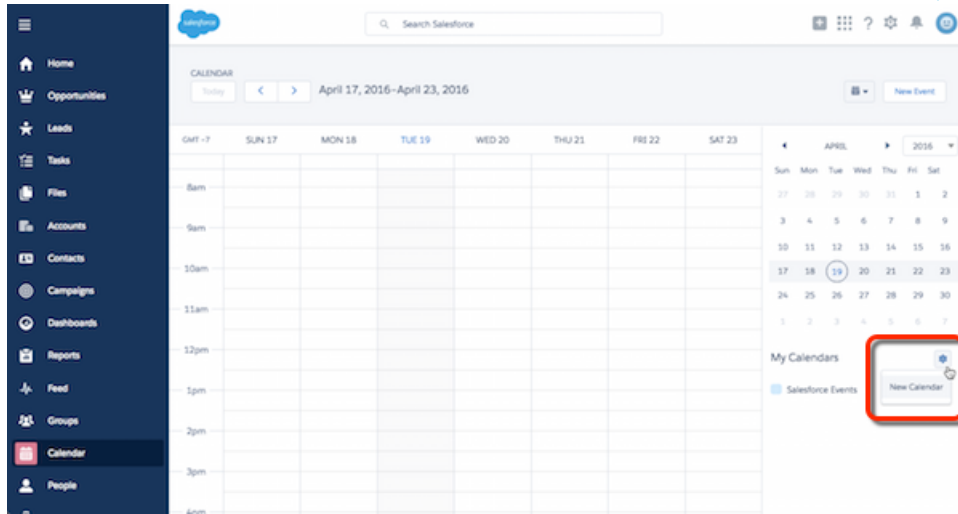 salesforce
Search Salesforce
?
Home
Opportunities
Leads
Tasks
Files
Accounts
Contacts
Campaigns
Dashboards
Reports
Feed
Groups
Calendar
People
CALENDAR
Today
April 17, 2016–April 23, 2016
New Event
GMT -7 SUN 17 MON 18 TUE 19 WED 20 THU 21 FRI 22 SAT 23
8am
9am
10am
11am
12pm
1pm
2pm
3pm
4pm
APRIL 2016
Sun Mon Tue Wed Thu Fri Sat
27 28 29 30 31 1 2
3 4 5 6 7 8 9
10 11 12 13 14 15 16
17 18 19 20 21 22 23
24 25 26 27 28 29 30
1 2 3 4 5 6 7
My Calendars
Salesforce Events
New Calendar